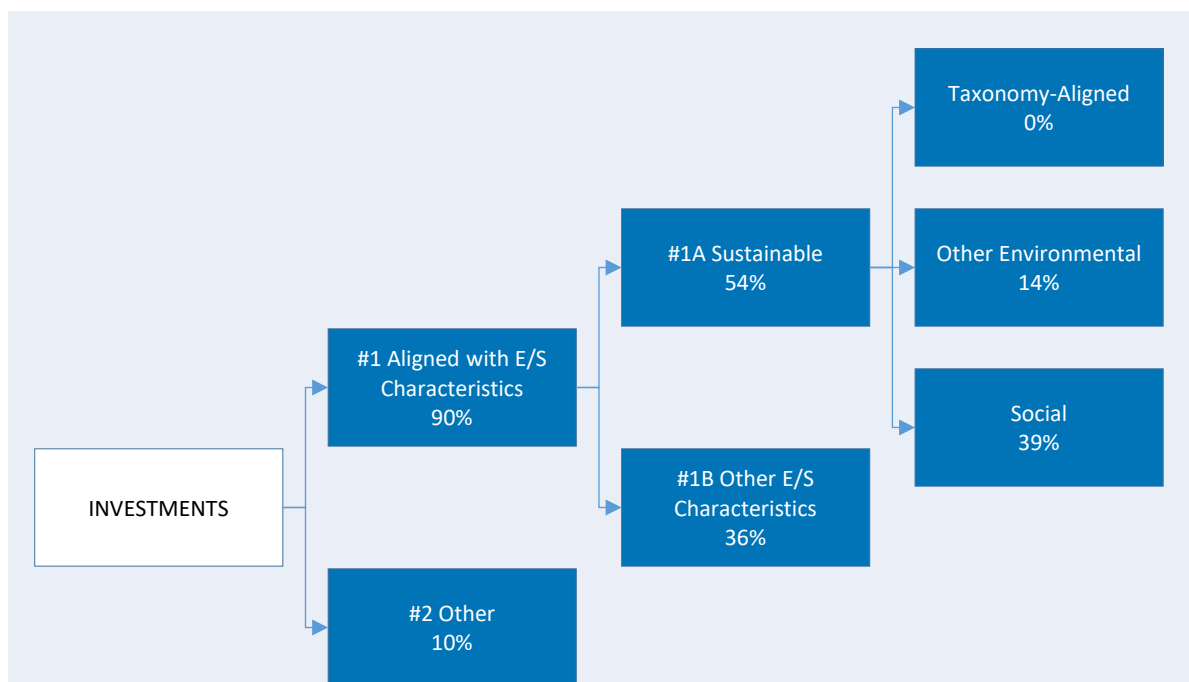 INVESTMENTS
#1 Aligned with E/S
Characteristics
90%
#2 Other
10%
#1A Sustainable
54%
#1B Other E/S
Characteristics
36%
Taxonomy-Aligned
0%
Other Environmental
14%
Social
39%